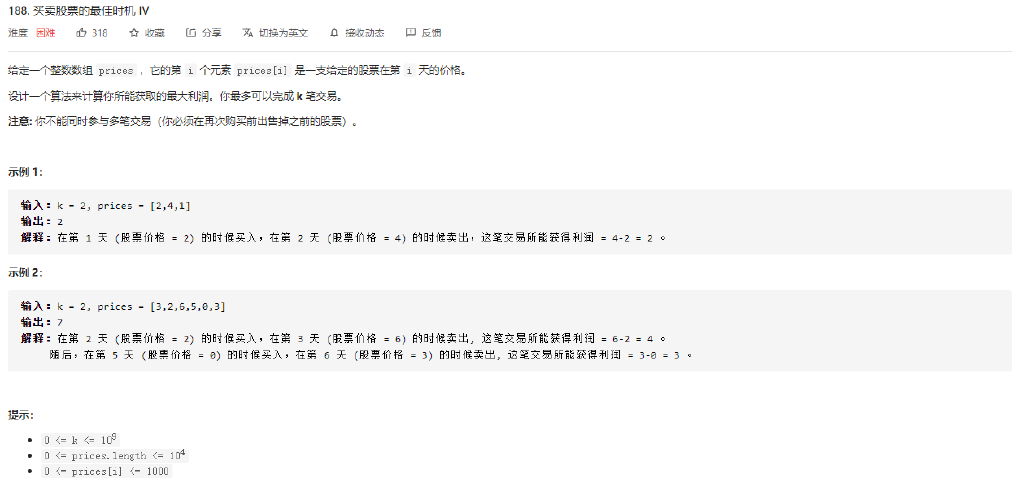 188. 买卖股票的最佳时机 IV
难度 困难 318 收藏 分享 切换为英文 接收动态 反馈
给定一个整数数组 prices ，它的第 i 个元素 prices[i] 是一支给定的股票在第 i 天的价格。
设计一个算法来计算你所能获取的最大利润。你最多可以完成 k 笔交易。
注意: 你不能同时参与多笔交易（你必须在再次购买前出售掉之前的股票）。
示例 1：
输入：k = 2, prices = [2,4,1]
输出：2
解释：在第 1 天 (股票价格 = 2) 的时候买入，在第 2 天 (股票价格 = 4) 的时候卖出，这笔交易所能获得利润 = 4-2 = 2 。
示例 2：
输入：k = 2, prices = [3,2,6,5,0,3]
输出：7
解释：在第 2 天 (股票价格 = 2) 的时候买入，在第 3 天 (股票价格 = 6) 的时候卖出, 这笔交易所能获得利润 = 6-2 = 4 。
随后，在第 5 天 (股票价格 = 0) 的时候买入，在第 6 天 (股票价格 = 3) 的时候卖出, 这笔交易所能获得利润 = 3-0 = 3 。
提示：
0 <= k <= 10⁹
0 <= prices.length <= 10⁴
0 <= prices[i] <= 1000